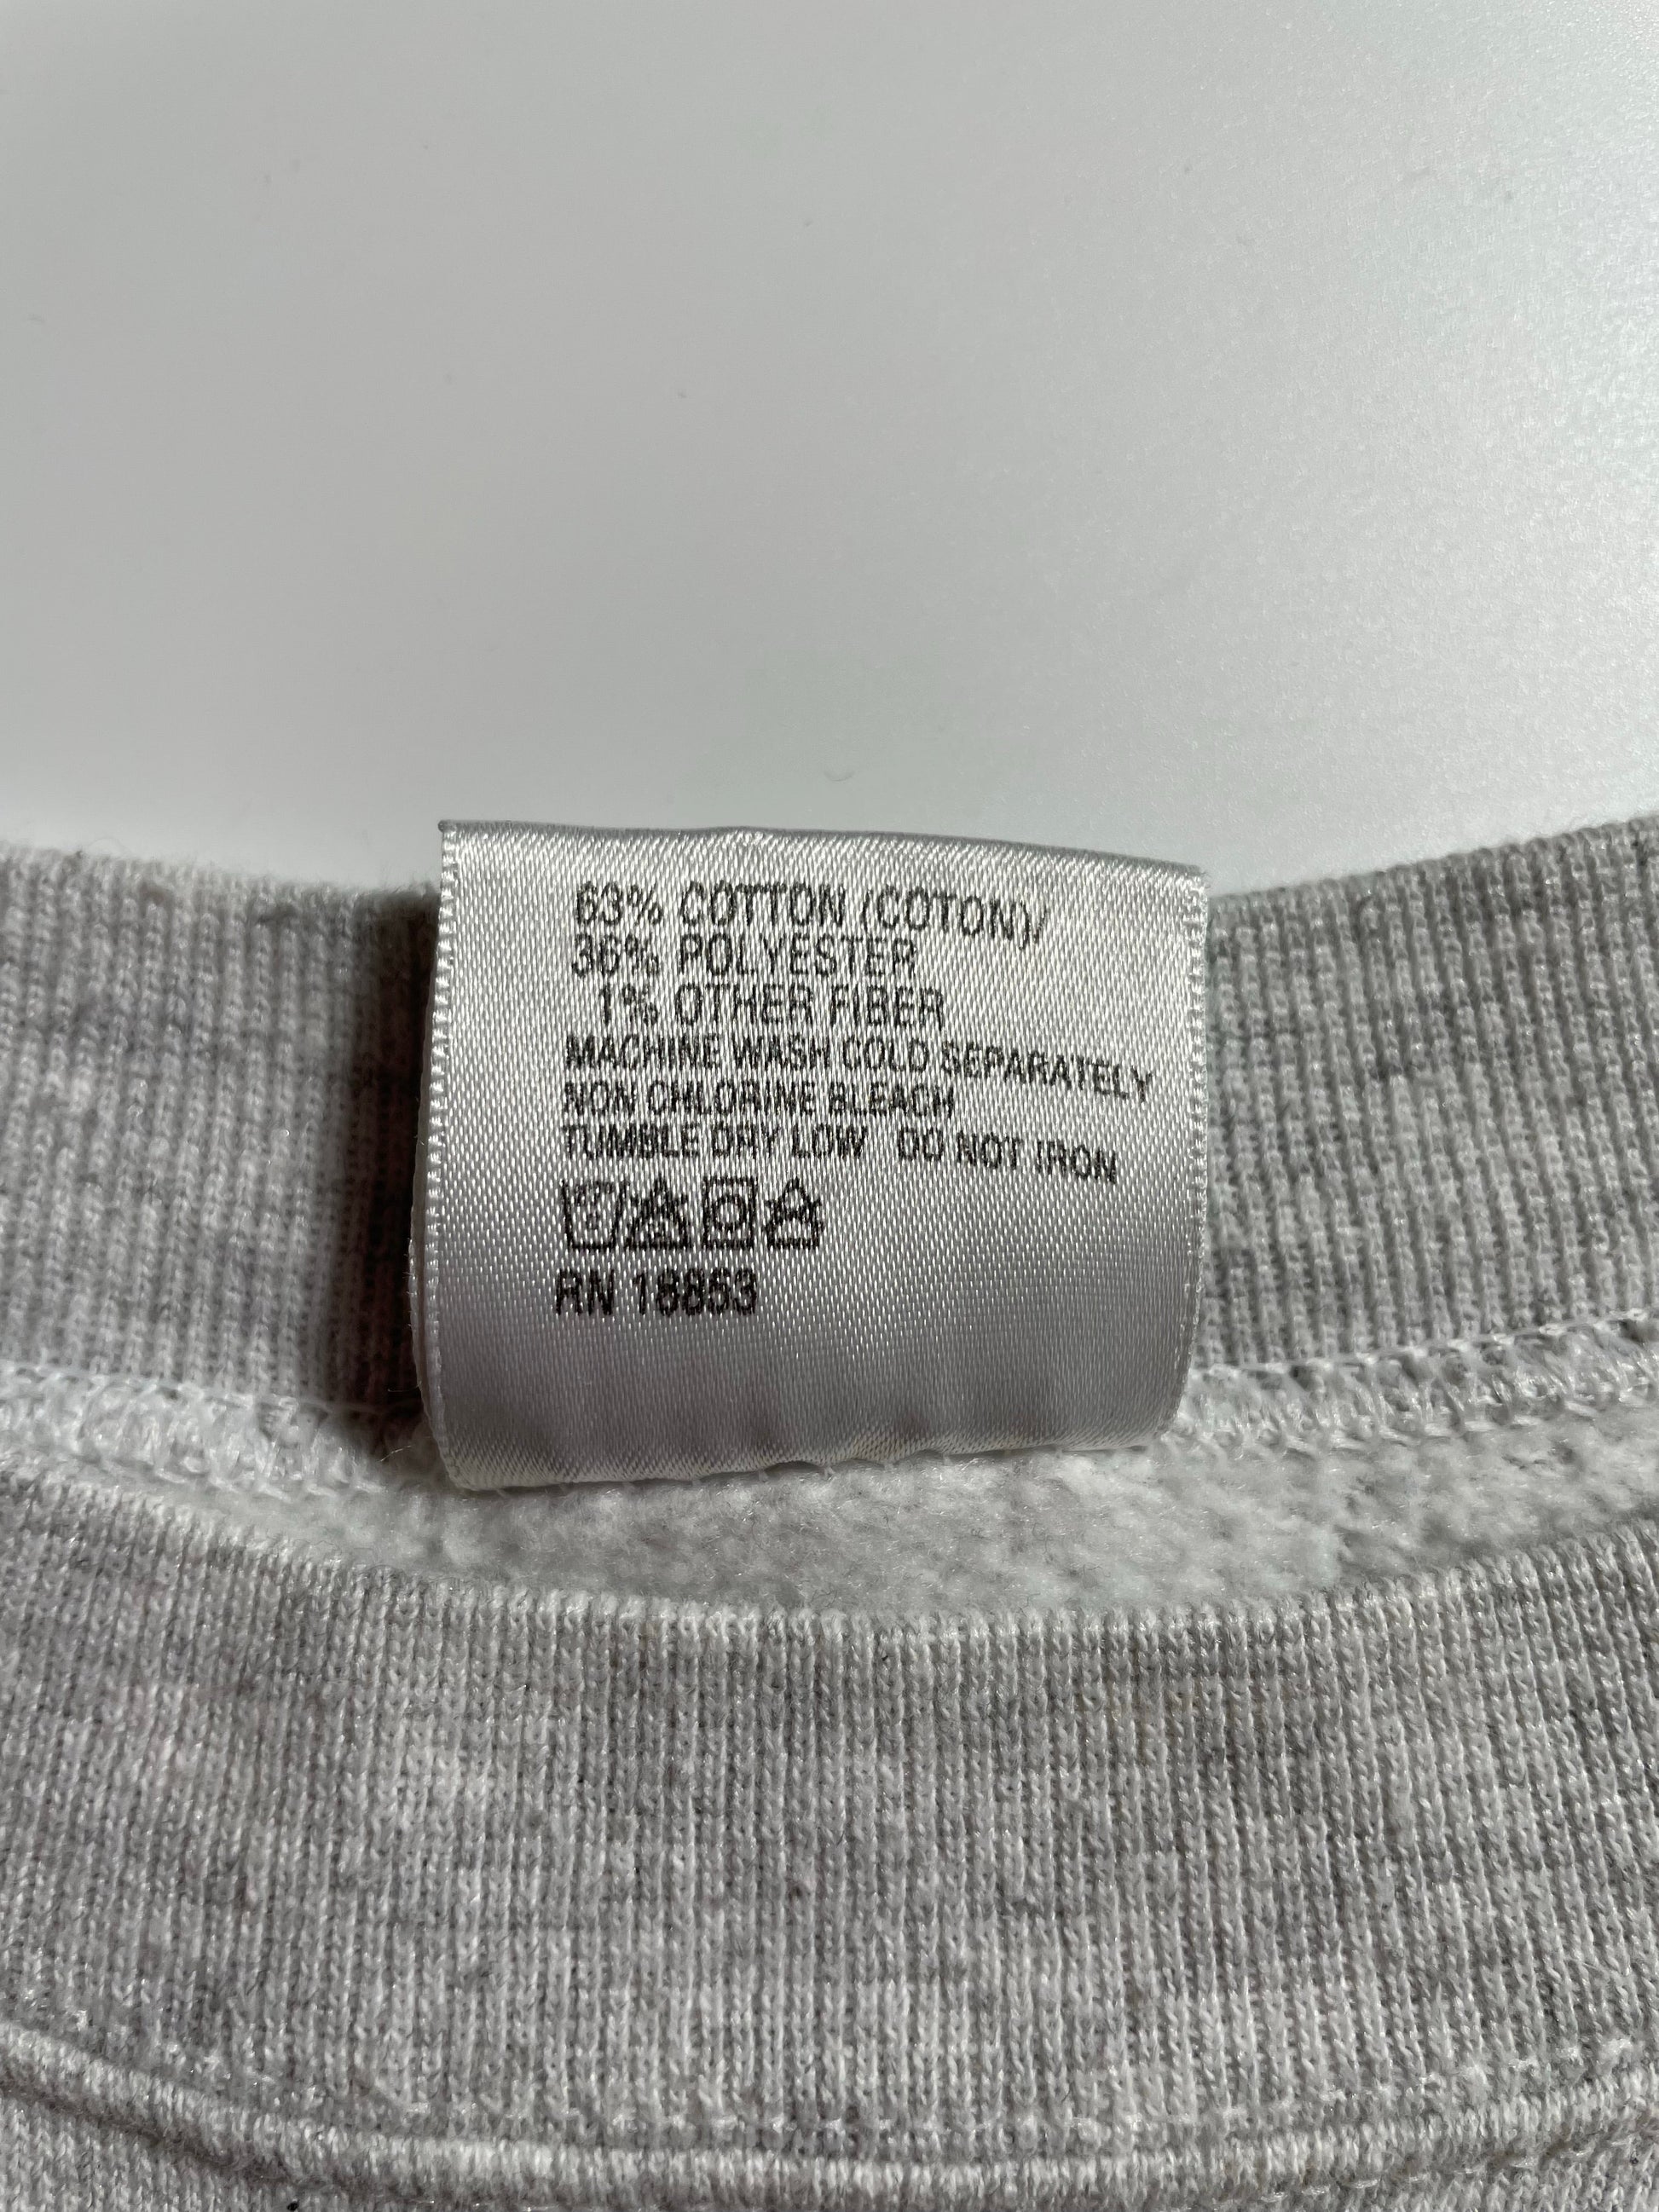 63% COTTON (COTON)/
36% POLYESTER
1% OTHER FIBER
MACHINE WASH COLD SEPARATELY
NON CHLORINE BLEACH
TUMBLE DRY LOW DO NOT IRON
RN 18853